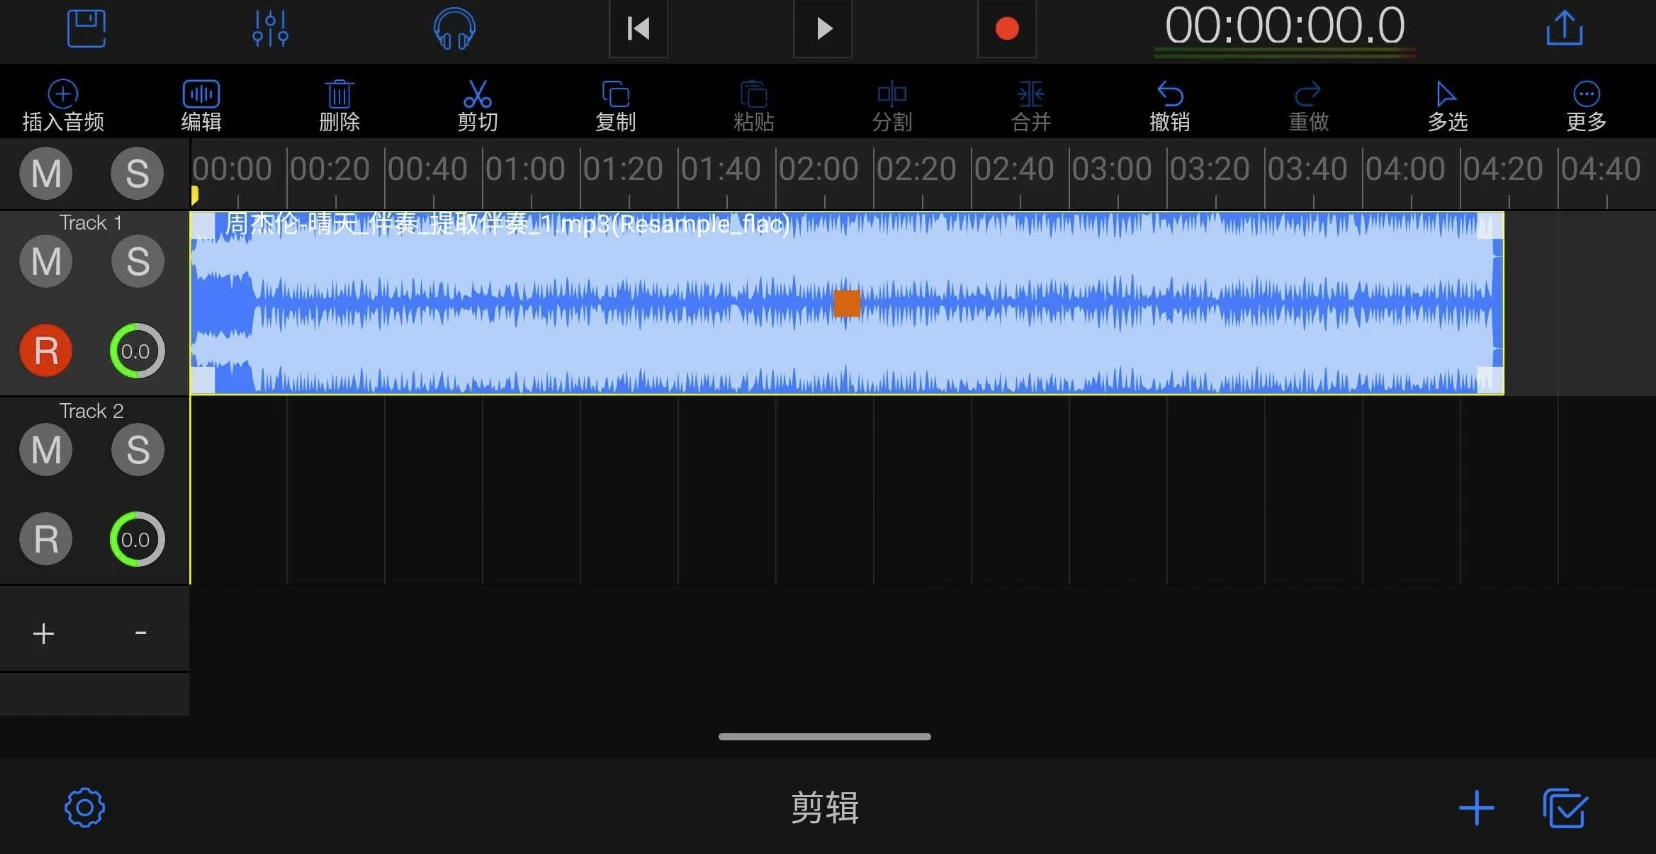 00:00:00.0
插入音频 编辑 删除 剪切 复制 粘贴 分割 合并 撤销 重做 多选 更多
M S 00:00 00:20 00:40 01:00 01:20 01:40 02:00 02:20 02:40 03:00 03:20 03:40 04:00 04:20 04:40
Track 1 周杰伦-晴天_伴奏_提取伴奏_1.mp3(Resample_flac)
M S
R 0.0
Track 2
M S
R 0.0
+ -
剪辑